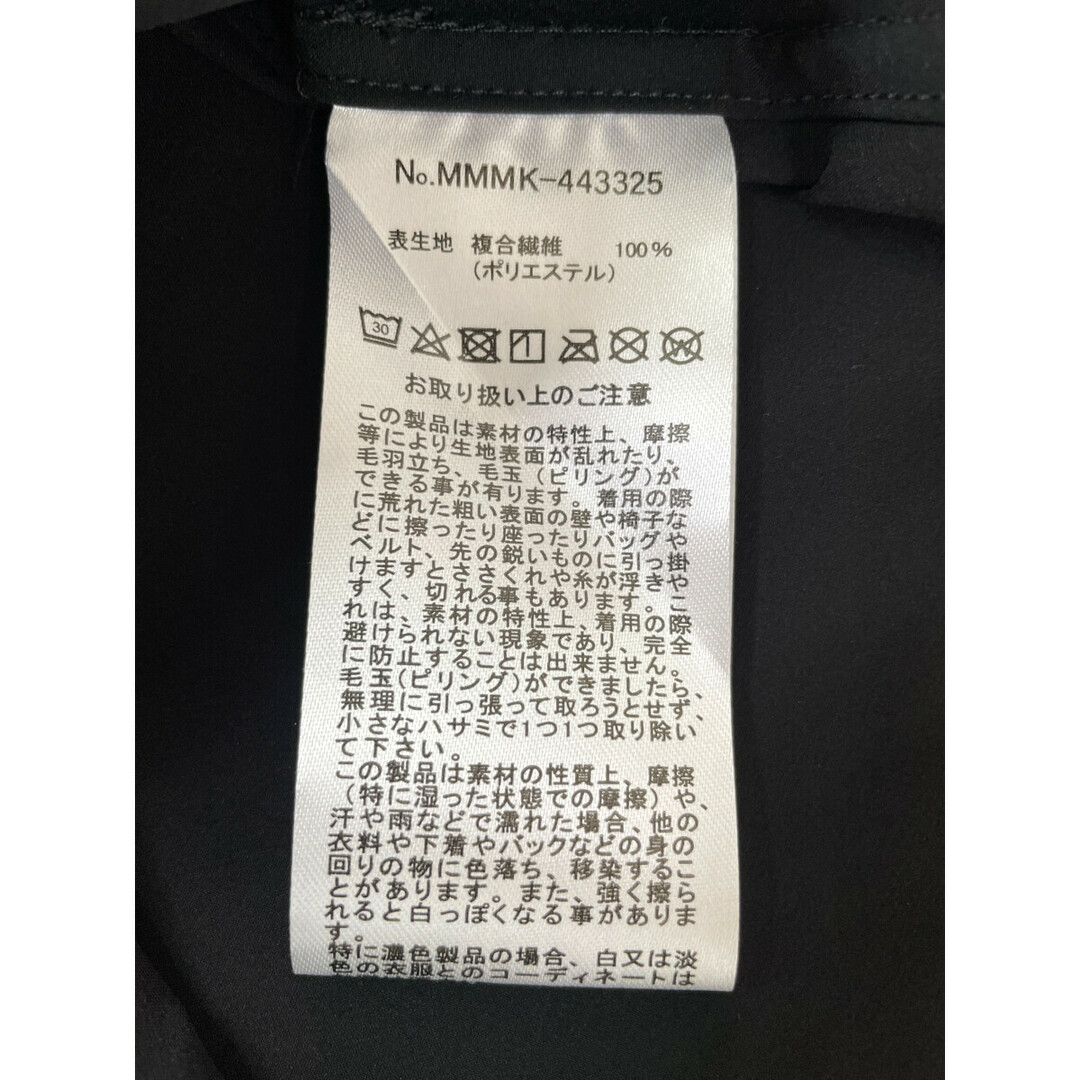 No.MMMK-443325
表生地 複合繊維 100%
(ポリエステル)
30
W
お取り扱い上のご注意
この製品は素材の特性上、摩擦
等により生地表面が乱れたり、
毛羽立ち、毛玉(ピリング)が
できる事が有ります。着用の際
に荒れた粗い表面の壁や椅子な
どに擦ったり座ったりバッグや
ベルト、先の鋭いものに引っ掛
けますとささくれや糸が浮きや
すく、切れる事もあります。こ
れは、素材の特性上、着用の際
避けられない現象であり、完全
に防止することは出来ません。
毛玉(ピリング)ができましたら、
無理に引っ張って取ろうとせず、
小さなハサミで1つ1つ取り除い
て下さい。
この製品は素材の性質上、摩擦
(特に湿った状態での摩擦)や、
汗や雨などで濡れた場合、他の
衣料や下着やバックなどの身の
回りの物に色落ち、移染するこ
とがあります。また、強く擦ら
れると白っぽくなる事がありま
す。
特に濃色製品の場合、白又は淡
色の衣服とのコーディネートは